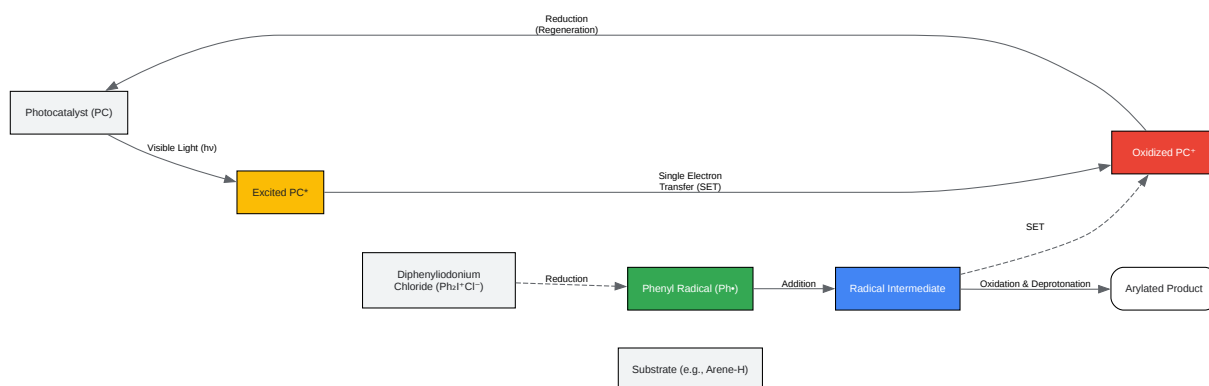 Reduction
(Regeneration)
Photocatalyst (PC)
Visible Light (hν)
Oxidized PC⁺
Excited PC*
Single Electron
Transfer (SET)
SET
Diphenyliodonium
Chloride (Ph₂I⁺Cl⁻)
Reduction
Phenyl Radical (Ph•)
Addition
Radical Intermediate
Oxidation & Deprotonation
Arylated Product
Substrate (e.g., Arene-H)